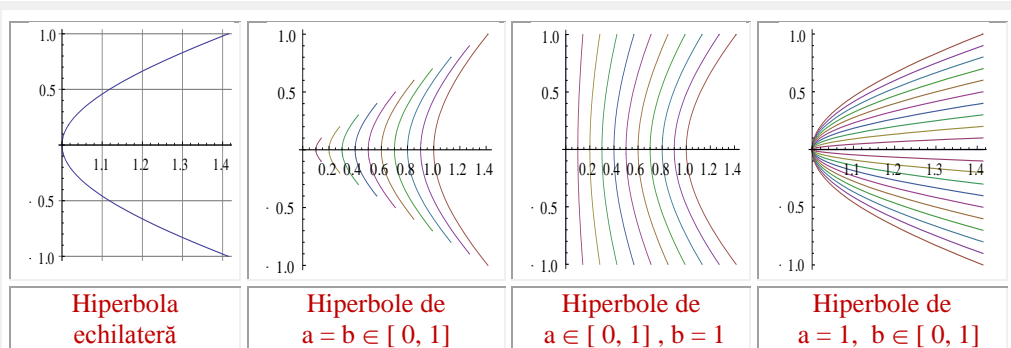 1.0
0.5
1.1 1.2 1.3 1.4
- 0.5
- 1.0
1.0
0.5
0.2 0.4 0.6 0.8 1.0 1.2 1.4
- 0.5
- 1.0
1.0
0.5
0.2 0.4 0.6 0.8 1.0 1.2 1.4
- 0.5
- 1.0
1.0
0.5
1.1 1.2 1.3 1.4
- 0.5
- 1.0
Hiperbola
echilateră
Hiperbole de
a = b ∈ [ 0, 1]
Hiperbole de
a ∈ [ 0, 1] , b = 1
Hiperbole de
a = 1, b ∈ [ 0, 1]